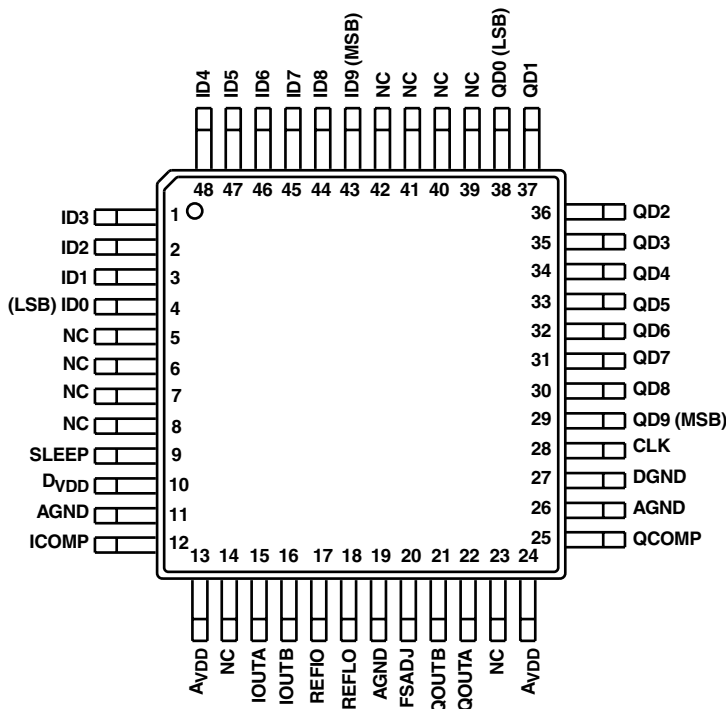 ID4 ID5 ID6 ID7 ID8 ID9 (MSB) NC NC NC NC QD0 (LSB) QD1
48 47 46 45 44 43 42 41 40 39 38 37
ID3 1 36 QD2
ID2 2 35 QD3
ID1 3 34 QD4
(LSB) ID0 4 33 QD5
NC 5 32 QD6
NC 6 31 QD7
NC 7 30 QD8
NC 8 29 QD9 (MSB)
SLEEP 9 28 CLK
DVDD 10 27 DGND
AGND 11 26 AGND
ICOMP 12 25 QCOMP
13 14 15 16 17 18 19 20 21 22 23 24
AVDD NC IOUTA IOUTB REFIO REFLO AGND FSADJ QOUTB QOUTA NC AVDD